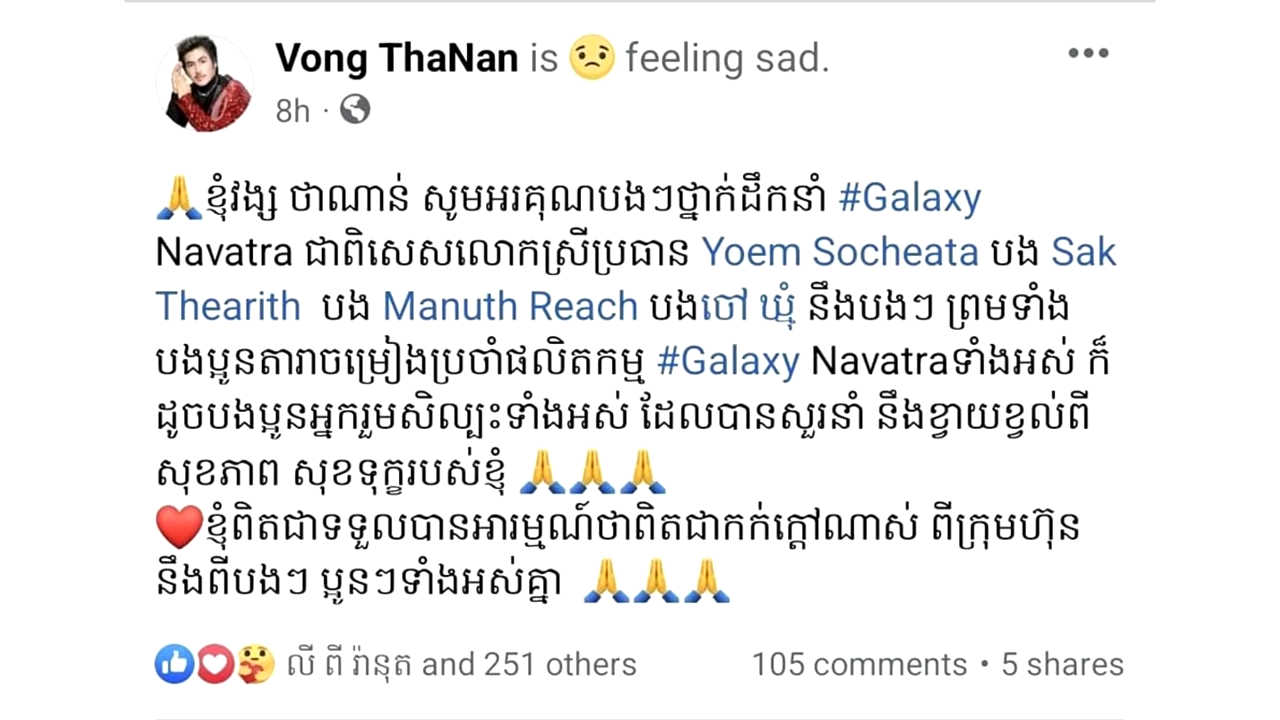 Vong ThaNan is 😟 feeling sad.
8h ·
🙏ខ្ញុំវង្ស ថាណាន់ សូមអរគុណបងៗថ្នាក់ដឹកនាំ #Galaxy
Navatra ជាពិសេសលោកស្រីប្រធាន Yoem Socheata បង Sak
Thearith បង Manuth Reach បងចៅ ឃ្មុំ នឹងបងៗ ព្រមទាំង
បងប្អូនតារាចម្រៀងប្រចាំផលិតកម្ម #Galaxy Navatraទាំងអស់ ក៏
ដូចបងប្អូនអ្នករួមសិល្បះទាំងអស់ ដែលបានសួរនាំ នឹងខ្វាយខ្វល់ពី
សុខភាព សុខទុក្ខរបស់ខ្ញុំ 🙏🙏🙏
❤️ខ្ញុំពិតជាទទួលបានអារម្មណ៍ថាពិតជាកក់ក្ដៅណាស់ ពីក្រុមហ៊ុន
នឹងពីបងៗ ប្អូនៗទាំងអស់គ្នា 🙏🙏🙏
លី ពី រ៉ានុត and 251 others 105 comments • 5 shares